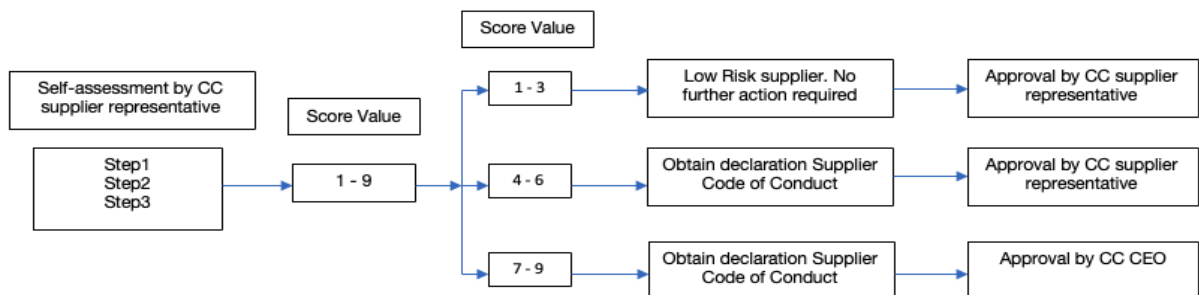 Score Value
Self-assessment by CC
supplier representative
Score Value
Step1
Step2
Step3
1 - 9
1 - 3
Low Risk supplier. No
further action required
Approval by CC supplier
representative
4 - 6
Obtain declaration Supplier
Code of Conduct
Approval by CC supplier
representative
7 - 9
Obtain declaration Supplier
Code of Conduct
Approval by CC CEO